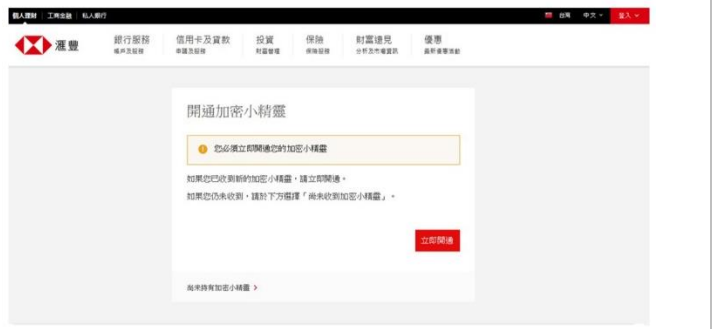 個人理財 工商金融 私人銀行
台灣 中文 登入
滙豐
銀行服務 信用卡及貸款 投資 保險 財富遠見 優惠
帳戶及服務 申請及服務 財富管理 保險服務 分析及市場資訊 最新優惠活動
開通加密小精靈
您必須立即開通您的加密小精靈
如果您已收到新的加密小精靈,請立即開通。
如果您仍未收到,請於下方選擇「尚未收到加密小精靈」。
立即開通
尚未持有加密小精靈